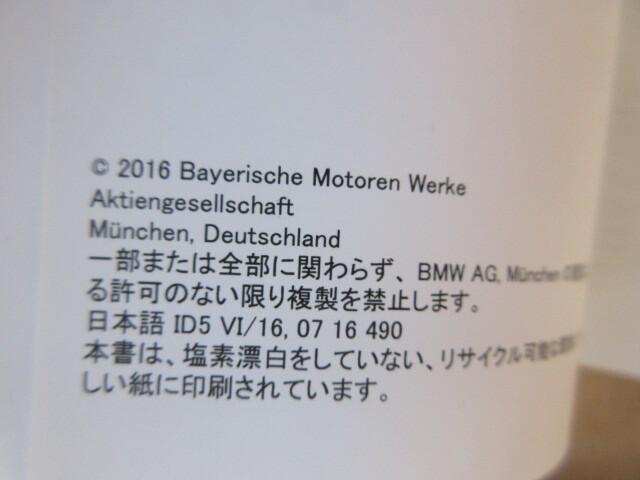 © 2016 Bayerische Motoren Werke
Aktiengesellschaft
München, Deutschland
一部または全部に関わらず、BMW AG, München の
る許可のない限り複製を禁止します。
日本語 ID5 VI/16, 07 16 490
本書は、塩素漂白をしていない、リサイクル可能な
しい紙に印刷されています。